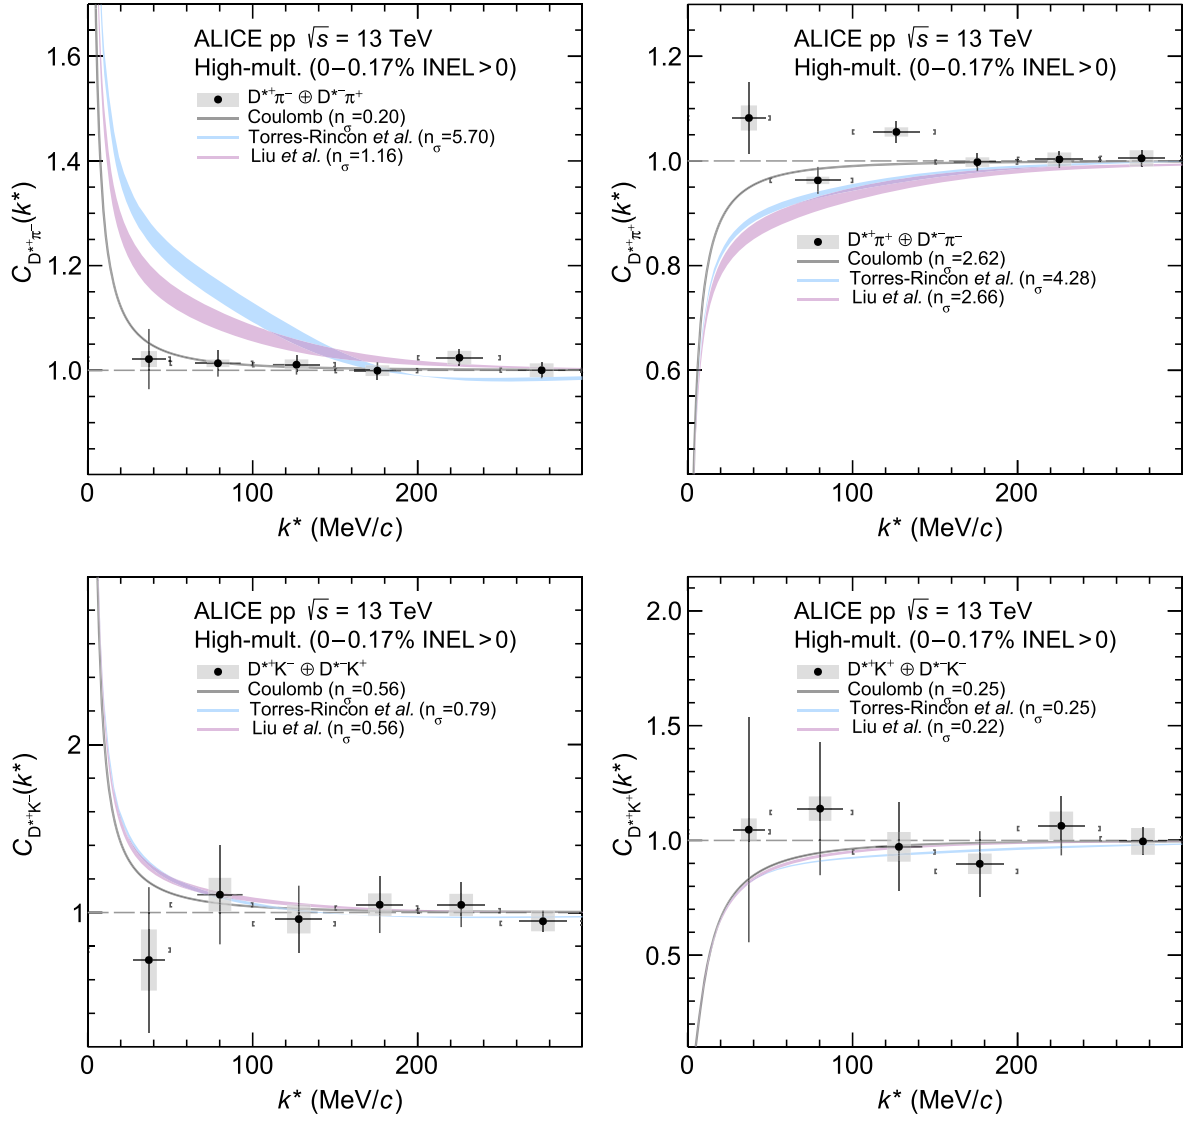 ALICE pp √s = 13 TeV
High-mult. (0−0.17% INEL > 0)
D*⁺π⁻ ⊕ D*⁻π⁺
Coulomb (nσ=0.20)
Torres-Rincon et al. (nσ=5.70)
Liu et al. (nσ=1.16)
1.6
1.4
1.2
1.0
C_D*⁺π⁻(k*)
0
100
200
k* (MeV/c)
ALICE pp √s = 13 TeV
High-mult. (0−0.17% INEL > 0)
D*⁺π⁺ ⊕ D*⁻π⁻
Coulomb (nσ=2.62)
Torres-Rincon et al. (nσ=4.28)
Liu et al. (nσ=2.66)
1.2
1.0
0.8
0.6
C_D*⁺π⁺(k*)
0
100
200
k* (MeV/c)
ALICE pp √s = 13 TeV
High-mult. (0−0.17% INEL > 0)
D*⁺K⁻ ⊕ D*⁻K⁺
Coulomb (nσ=0.56)
Torres-Rincon et al. (nσ=0.79)
Liu et al. (nσ=0.56)
2
1
C_D*⁺K⁻(k*)
0
100
200
k* (MeV/c)
ALICE pp √s = 13 TeV
High-mult. (0−0.17% INEL > 0)
D*⁺K⁺ ⊕ D*⁻K⁻
Coulomb (nσ=0.25)
Torres-Rincon et al. (nσ=0.25)
Liu et al. (nσ=0.22)
2.0
1.5
1.0
0.5
C_D*⁺K⁺(k*)
0
100
200
k* (MeV/c)